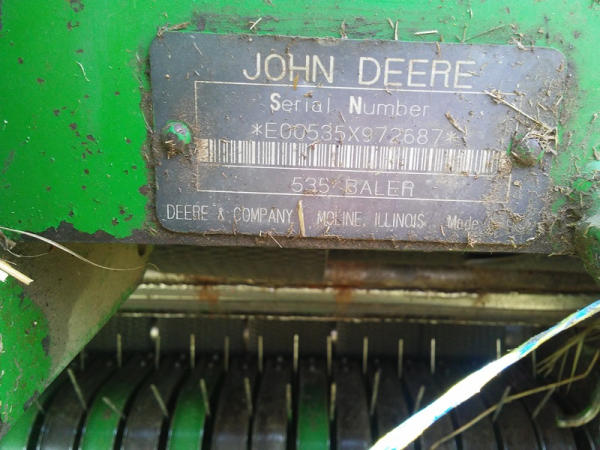 JOHN DEERE
Serial Number
*E00535X972687*
535 BALER
DEERE & COMPANY MOLINE, ILLINOIS Made